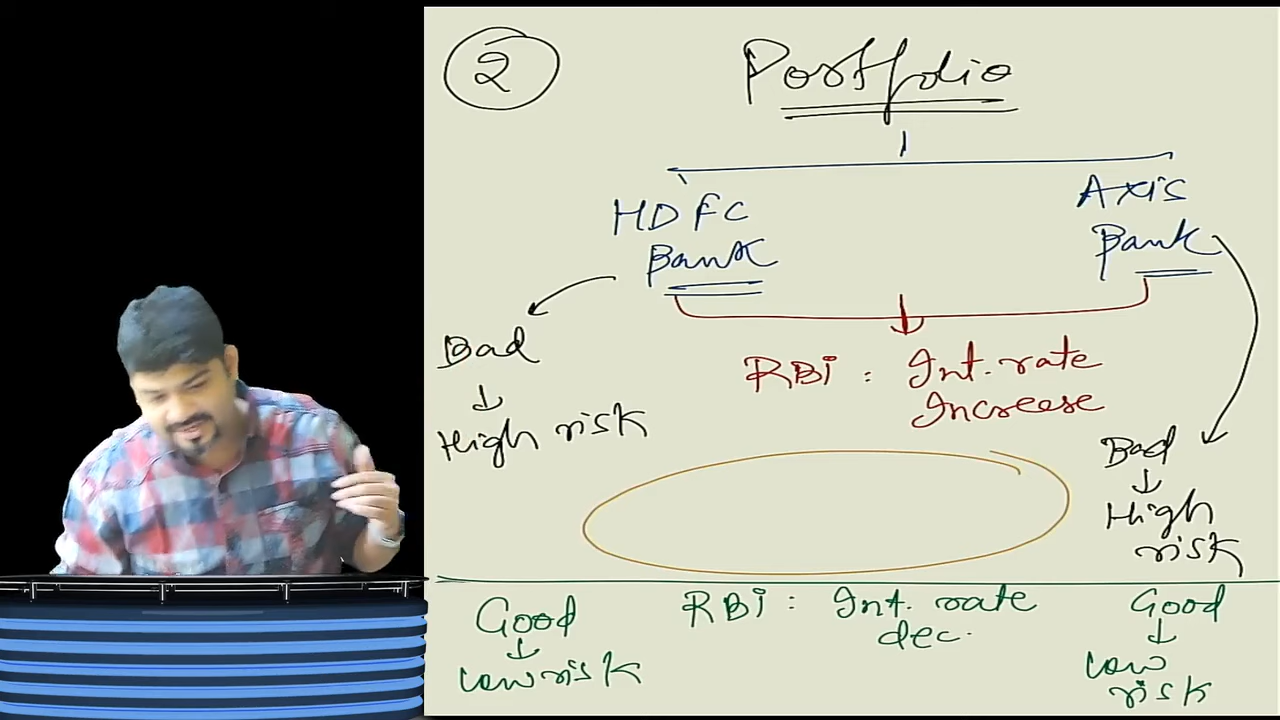 2
Portfolio
HDFC
Bank
Axis
Bank
Bad
↓
High risk
RBi : Int. rate
Increase
Bad
↓
High
risk
Good
↓
Low risk
RBi : Int. rate
dec.
Good
↓
Low
risk